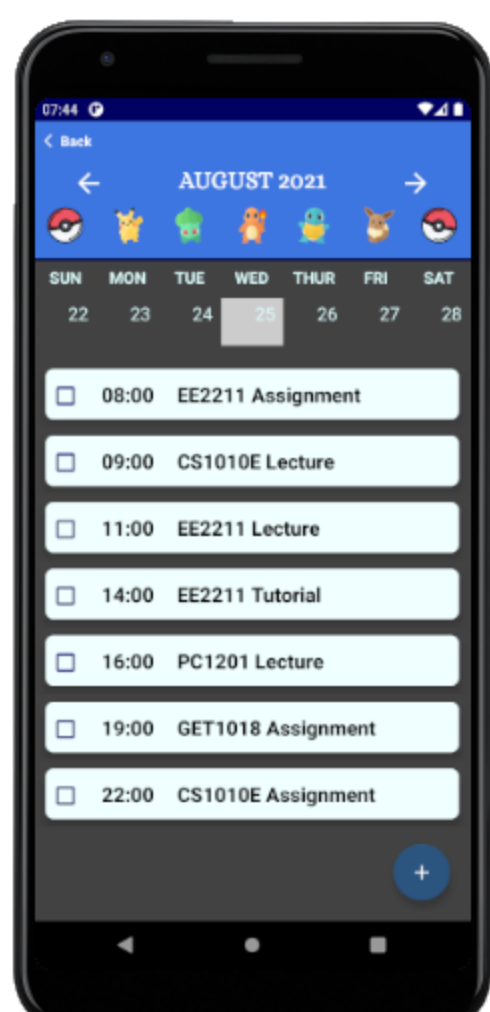 07:44
Back
AUGUST 2021
SUN MON TUE WED THUR FRI SAT
22 23 24 25 26 27 28
08:00 EE2211 Assignment
09:00 CS1010E Lecture
11:00 EE2211 Lecture
14:00 EE2211 Tutorial
16:00 PC1201 Lecture
19:00 GET1018 Assignment
22:00 CS1010E Assignment
+